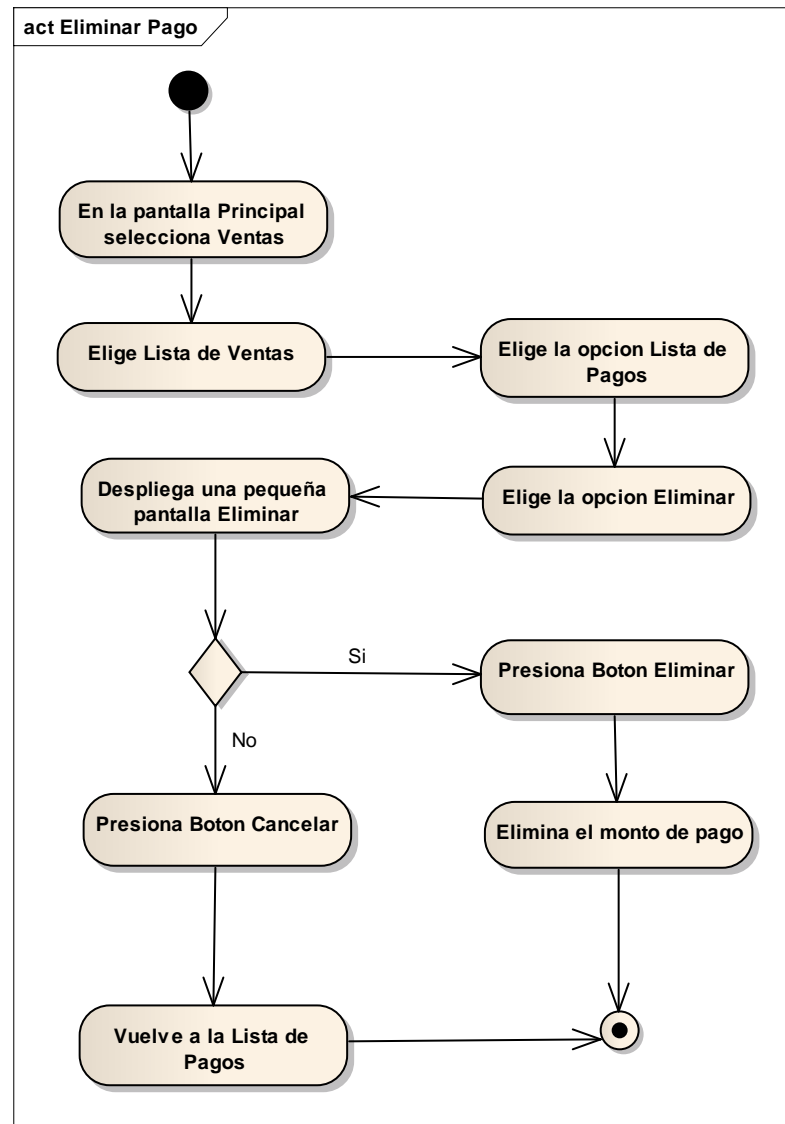 act Eliminar Pago
En la pantalla Principal
selecciona Ventas
Elige Lista de Ventas
Elige la opcion Lista de
Pagos
Elige la opcion Eliminar
Despliega una pequeña
pantalla Eliminar
Si
Presiona Boton Eliminar
No
Presiona Boton Cancelar
Elimina el monto de pago
Vuelve a la Lista de
Pagos